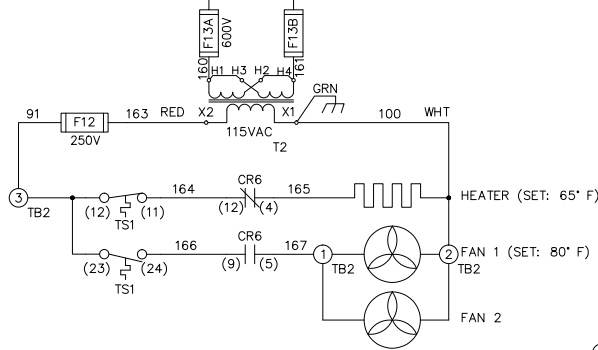 F13A
600V
F13B
160
H1 H3 H2 H4
161
GRN
91
F12
250V
163
RED
X2
X1
115VAC
T2
100
WHT
3
TB2
(12)
(11)
TS1
164
CR6
(12)
(4)
165
HEATER (SET: 65° F)
(23)
(24)
TS1
166
CR6
(9)
(5)
167
1
TB2
2
TB2
FAN 1 (SET: 80° F)
FAN 2